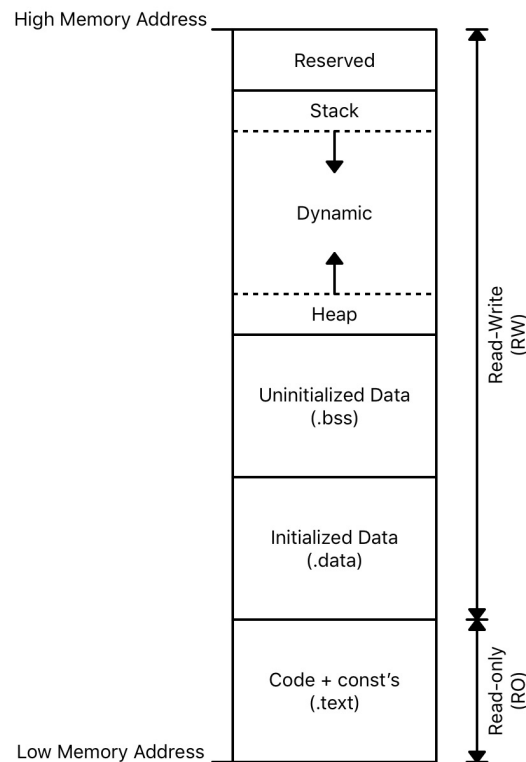 High Memory Address
Reserved
Stack
Dynamic
Heap
Uninitialized Data
(.bss)
Initialized Data
(.data)
Code + const's
(.text)
Low Memory Address
Read-Write
(RW)
Read-only
(RO)